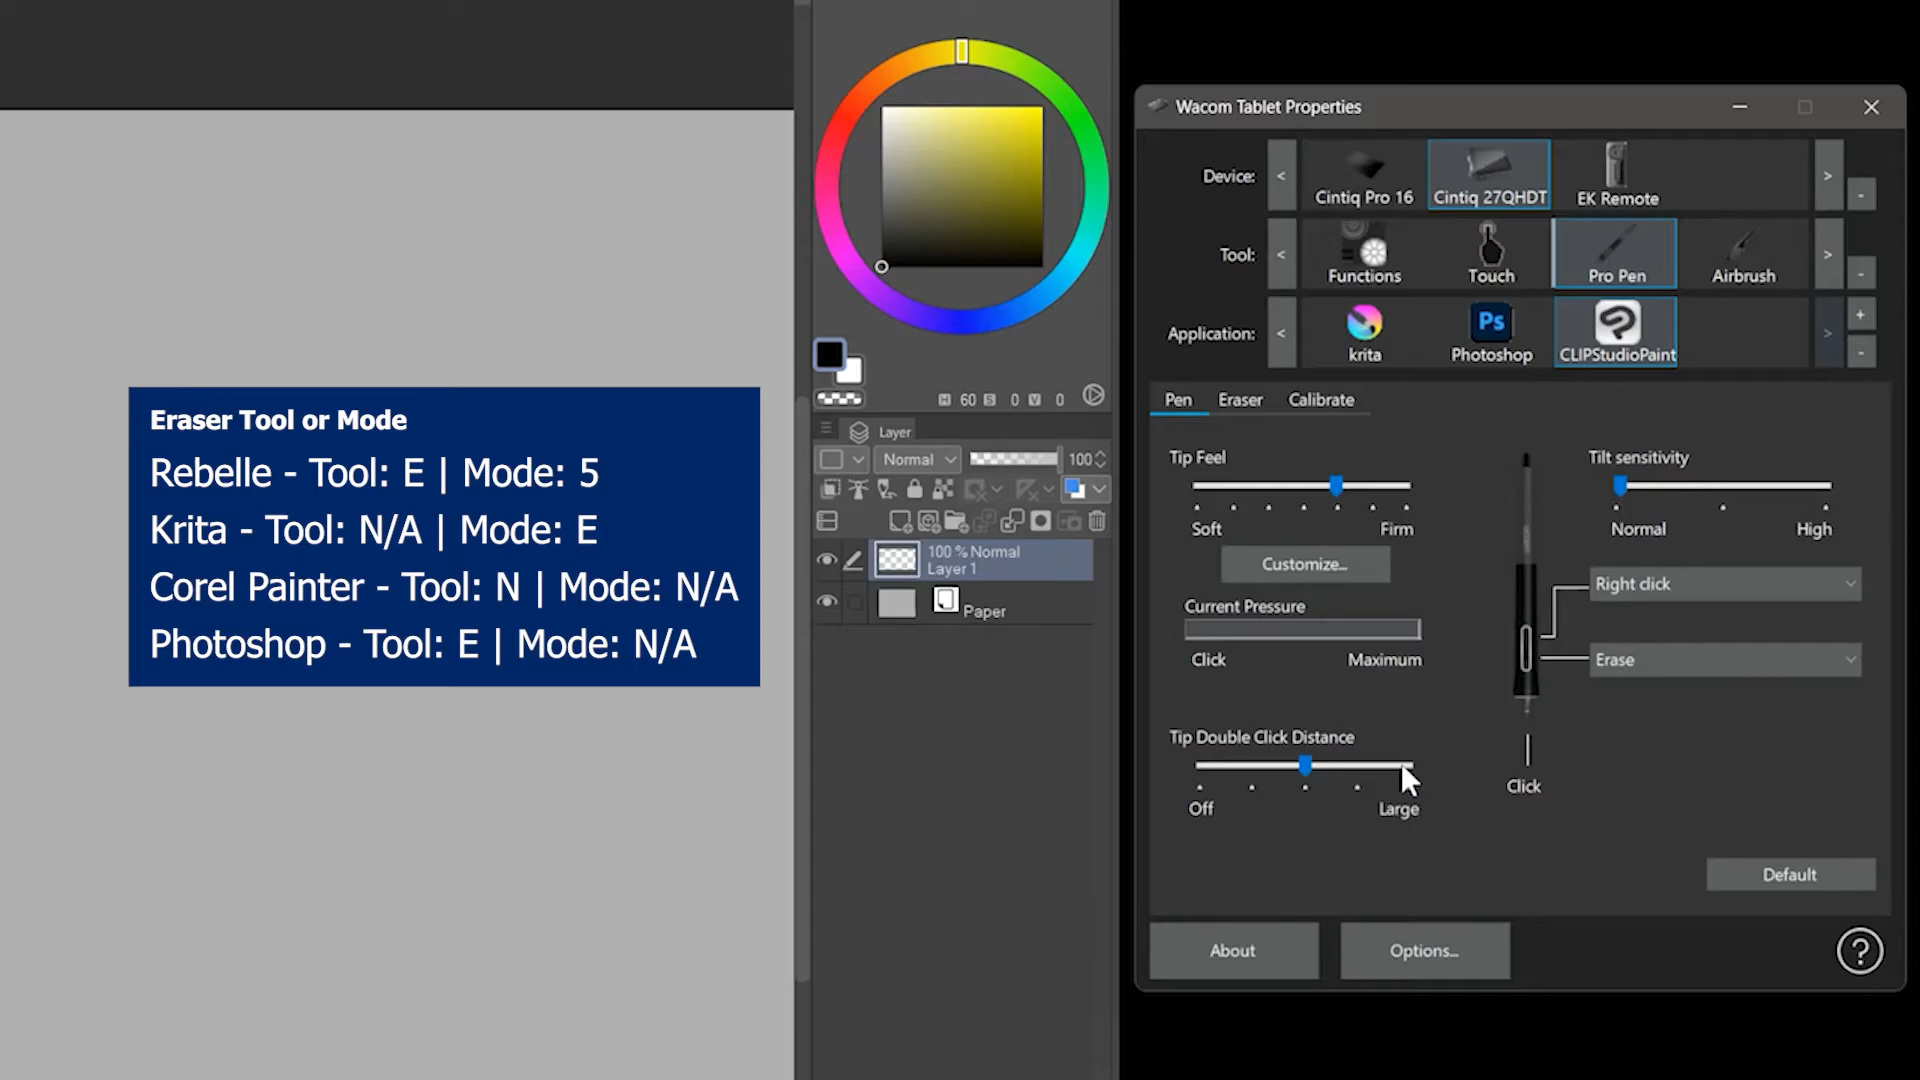 Eraser Tool or Mode
Rebelle - Tool: E | Mode: 5
Krita - Tool: N/A | Mode: E
Corel Painter - Tool: N | Mode: N/A
Photoshop - Tool: E | Mode: N/A
H 60 S 0 V 0
Layer
Normal 100
100 % Normal
Layer 1
Paper
Wacom Tablet Properties
Device: < Cintiq Pro 16 Cintiq 27QHDT EK Remote > -
Tool: < Functions Touch Pro Pen Airbrush > -
Application: < krita Ps Photoshop CLIPStudioPaint > + -
Pen Eraser Calibrate
Tip Feel
Soft Firm
Customize...
Current Pressure
Click Maximum
Tip Double Click Distance
Off Large
Tilt sensitivity
Normal High
Right click
Erase
Click
Default
About Options... ?